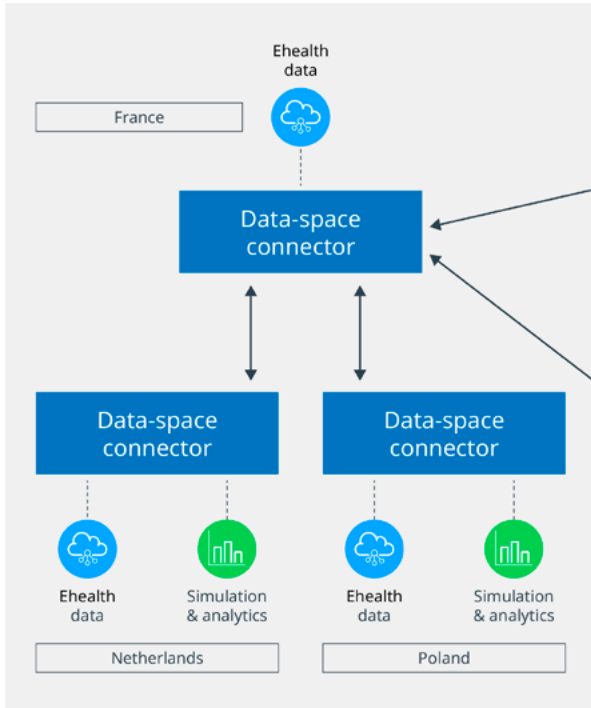 Ehealth
data
France
Data-space
connector
Data-space
connector
Data-space
connector
Ehealth
data
Simulation
& analytics
Ehealth
data
Simulation
& analytics
Netherlands
Poland